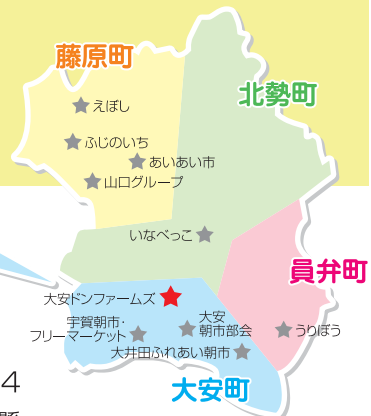 藤原町
北勢町
えぼし
ふじのいち
あいあい市
山口グループ
いなべっこ
員弁町
大安ドンファームズ
宇賀朝市・
フリーマーケット
大安
朝市部会
うりぼう
大井田ふれあい朝市
大安町
4